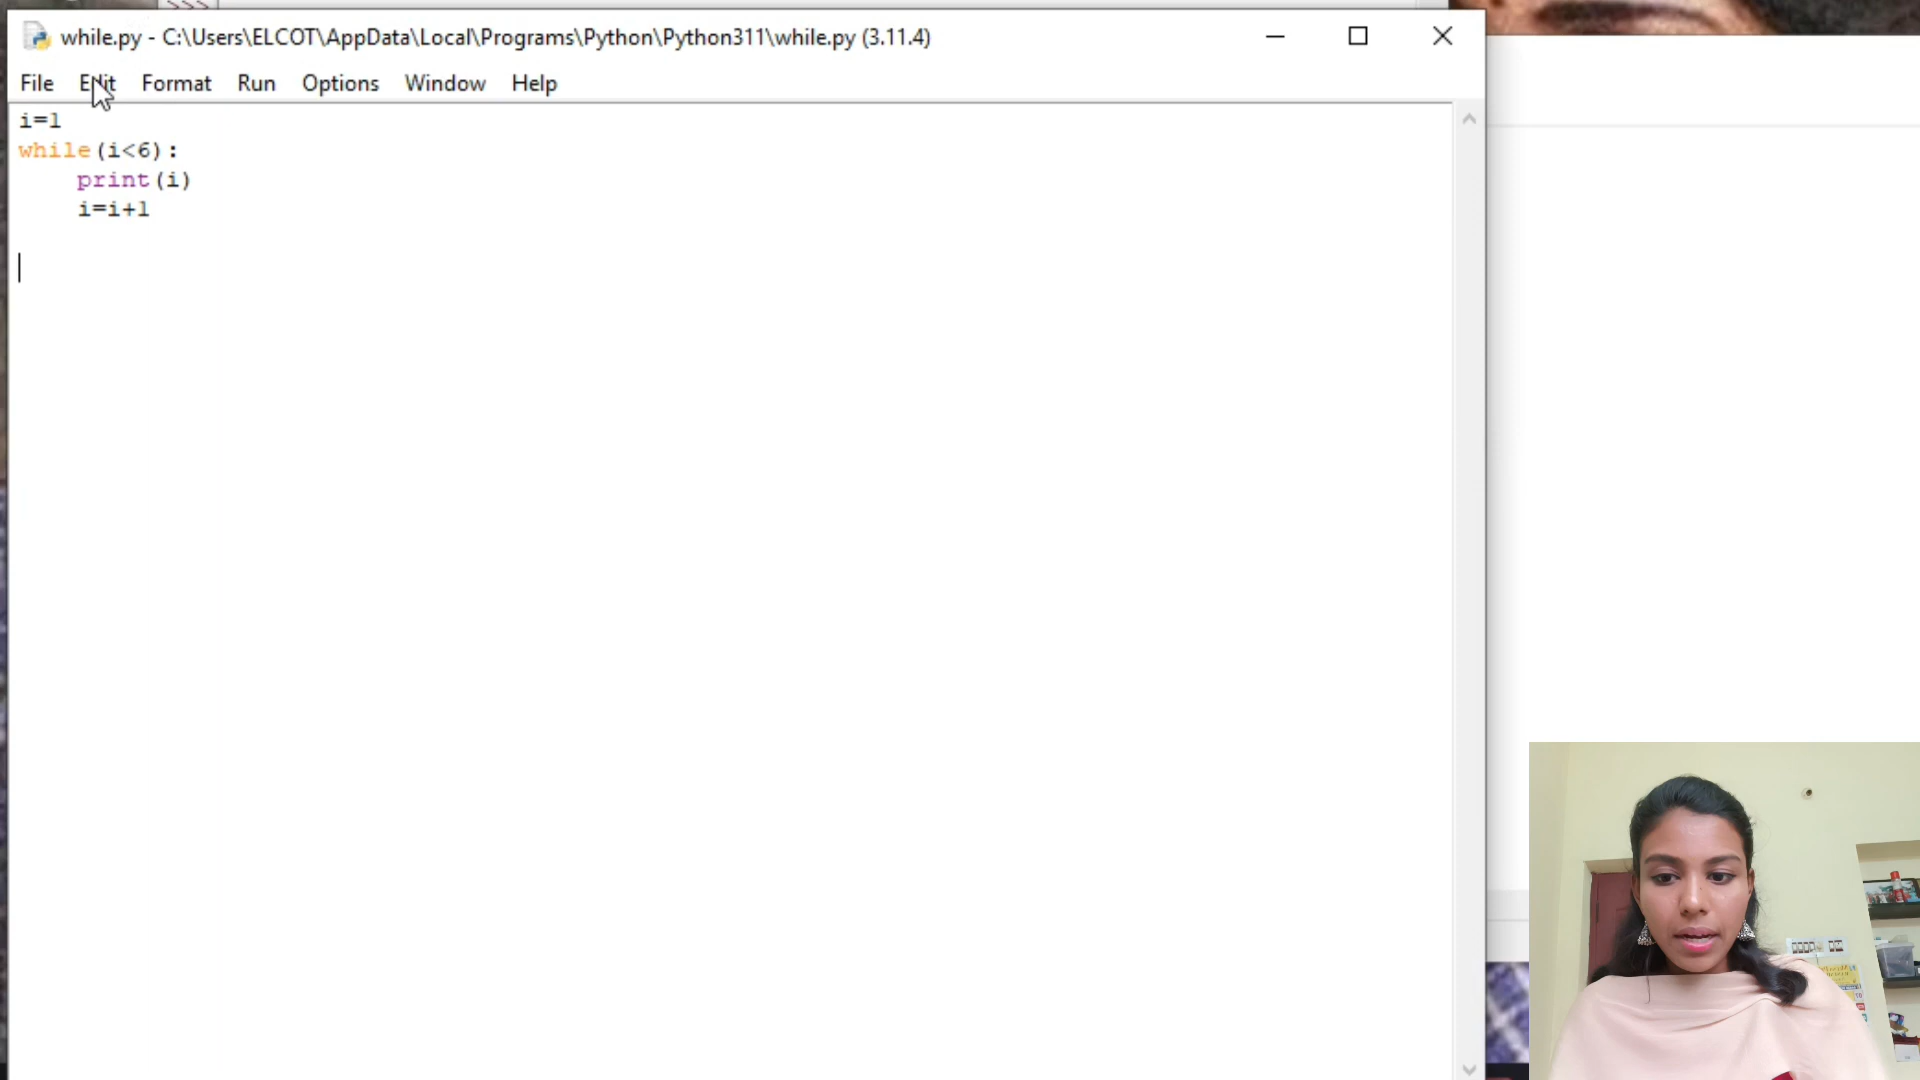 >>>
while.py - C:\Users\ELCOT\AppData\Local\Programs\Python\Python311\while.py (3.11.4)
File Edit Format Run Options Window Help
i=1
while(i<6):
    print(i)
    i=i+1